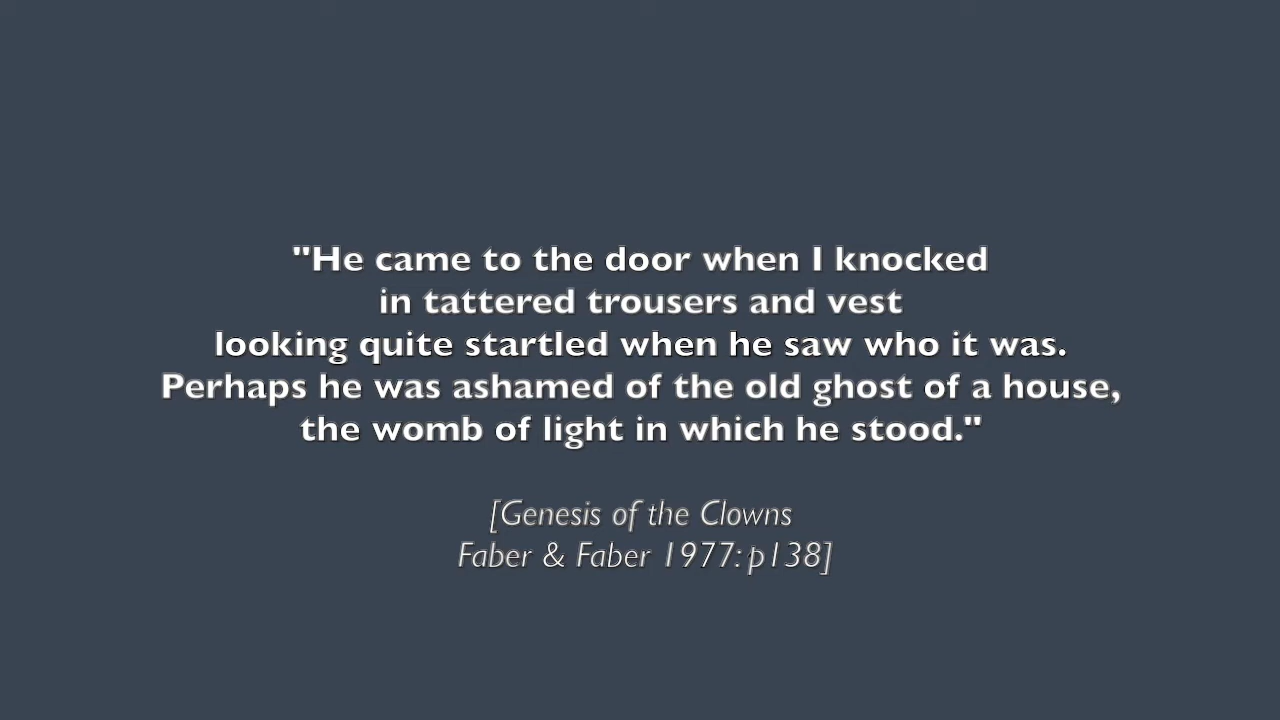 "He came to the door when I knocked
in tattered trousers and vest
looking quite startled when he saw who it was.
Perhaps he was ashamed of the old ghost of a house,
the womb of light in which he stood."
[Genesis of the Clowns
Faber & Faber 1977: p138]